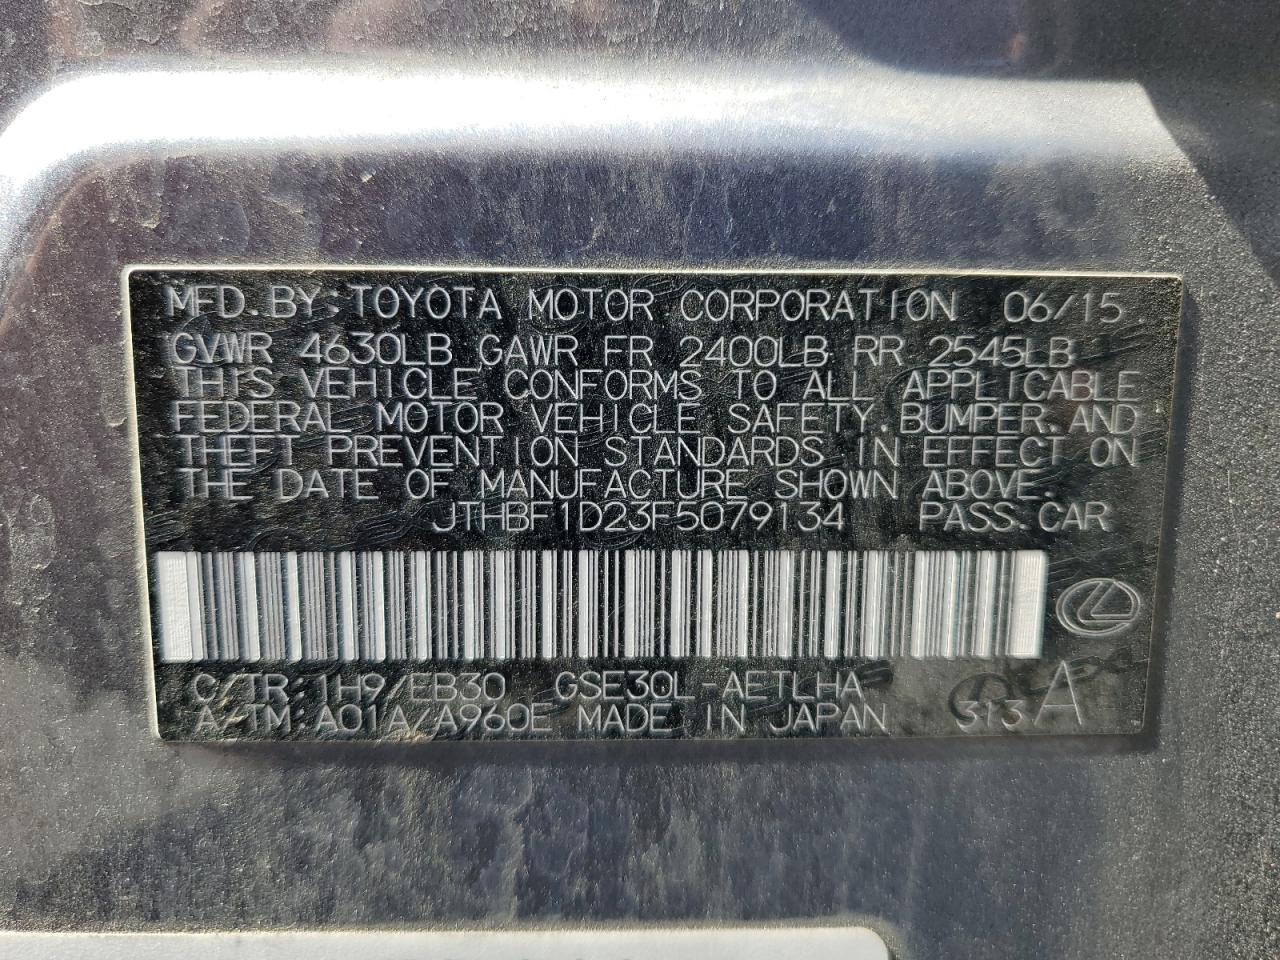 MFD.BY:TOYOTA MOTOR CORPORATION 06/15
GVWR 4630LB GAWR FR 2400LB RR 2545LB
THIS VEHICLE CONFORMS TO ALL APPLICABLE
FEDERAL MOTOR VEHICLE SAFETY,BUMPER,AND
THEFT PREVENTION STANDARDS IN EFFECT ON
THE DATE OF MANUFACTURE SHOWN ABOVE.
JTHBF1D23F5079134 PASS.CAR
C/TR:1H9/EB30 GSE30L-AETLHA
A/TM:A01A/A960E MADE IN JAPAN 313A